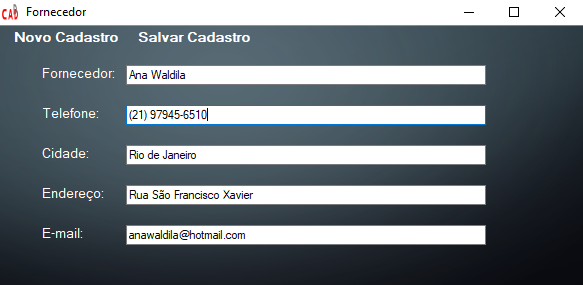 CAD Fornecedor
Novo Cadastro Salvar Cadastro
Fornecedor: Ana Waldila
Telefone: (21) 97945-6510
Cidade: Rio de Janeiro
Endereço: Rua São Francisco Xavier
E-mail: anawaldila@hotmail.com